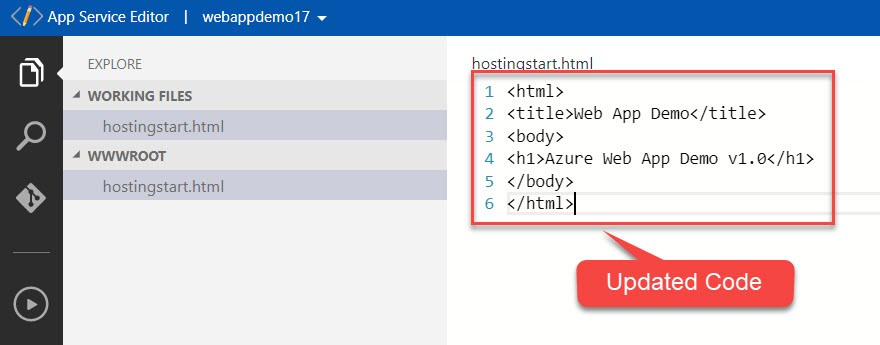 App Service Editor | webappdemo17
EXPLORE
WORKING FILES
hostingstart.html
WWWROOT
hostingstart.html
hostingstart.html
1 <html>
2 <title>Web App Demo</title>
3 <body>
4 <h1>Azure Web App Demo v1.0</h1>
5 </body>
6 </html>
Updated Code